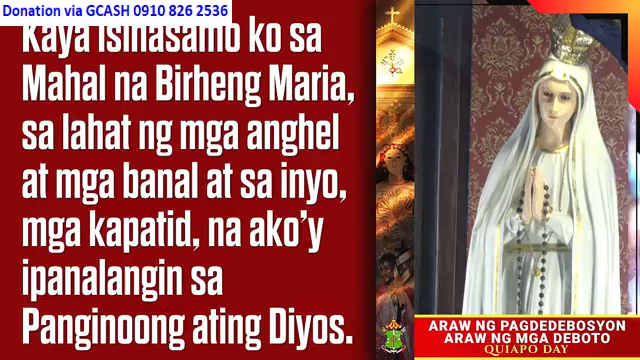 Donation via GCASH 0910 826 2536
Kaya isinasamo ko sa
Mahal na Birheng Maria,
sa lahat ng mga anghel
at mga banal at sa inyo,
mga kapatid, na ako'y
ipanalangin sa
Panginoong ating Diyos.
ARAW NG PAGDEDEBOSYON
ARAW NG MGA DEBOTO
QUIAPO DAY